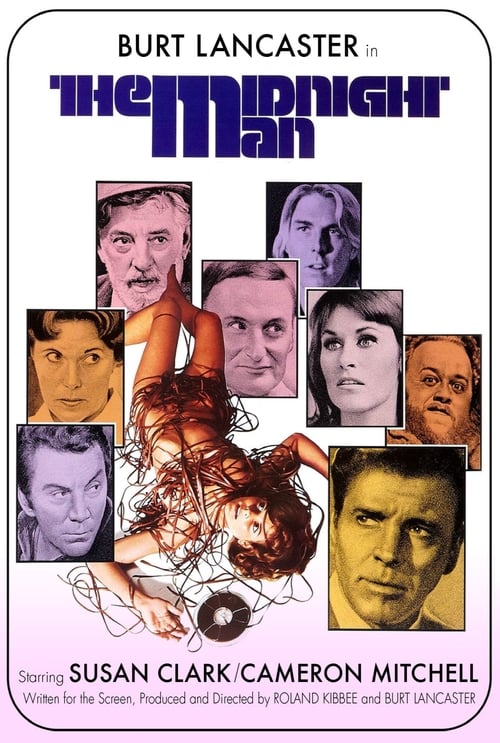 BURT LANCASTER in
THE MIDNIGHT
MAN
Starring SUSAN CLARK/CAMERON MITCHELL
Written for the Screen, Produced and Directed by ROLAND KIBBEE and BURT LANCASTER